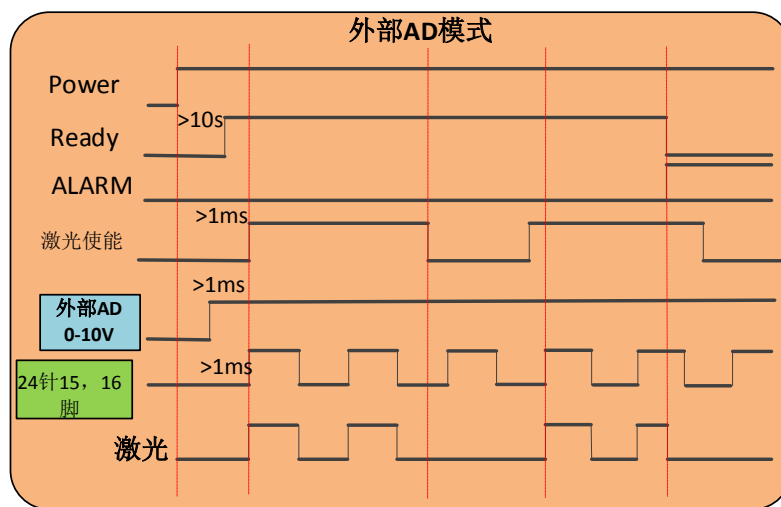 外部AD模式
Power
>10s
Ready
ALARM
>1ms
激光使能
>1ms
外部AD
0-10V
>1ms
24针15，16
脚
激光